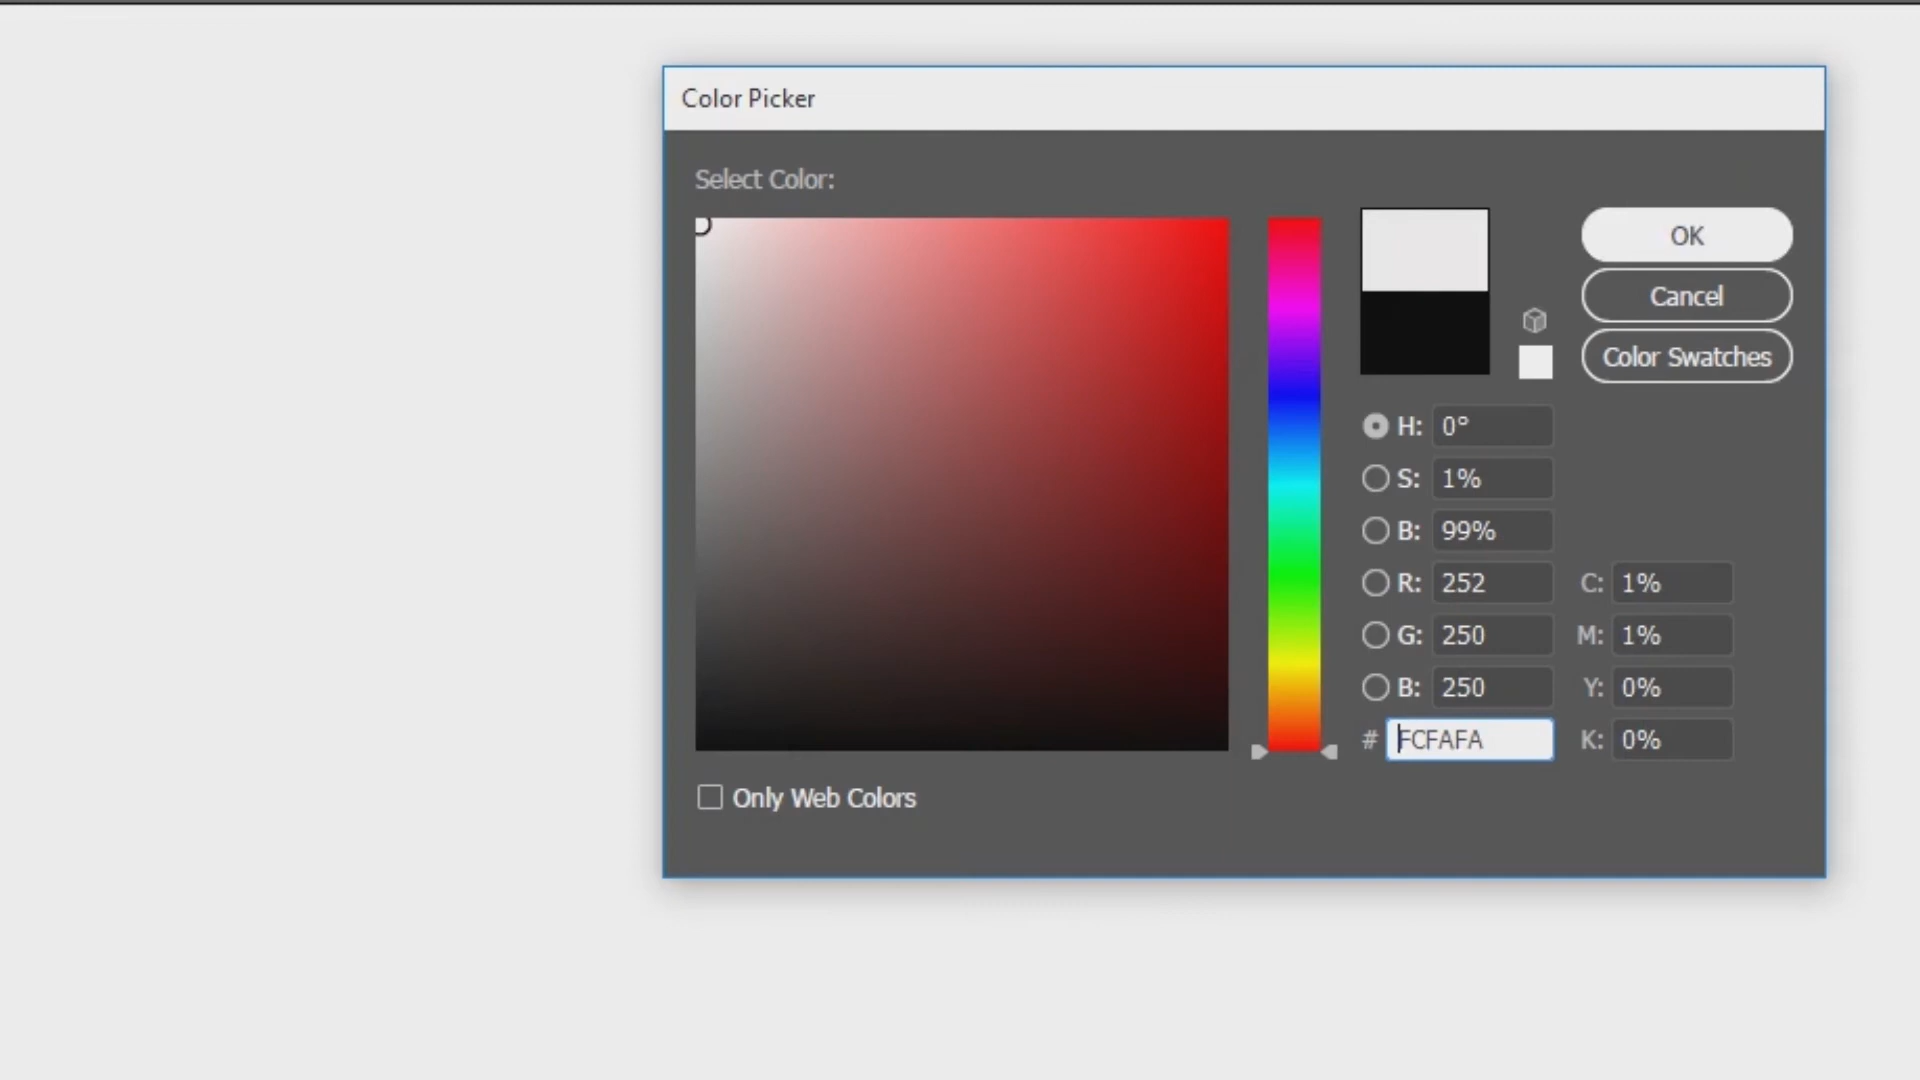 Color Picker
Select Color:
OK
Cancel
Color Swatches
H: 0°
S: 1%
B: 99%
R: 252 C: 1%
G: 250 M: 1%
B: 250 Y: 0%
# FCFAFA K: 0%
Only Web Colors